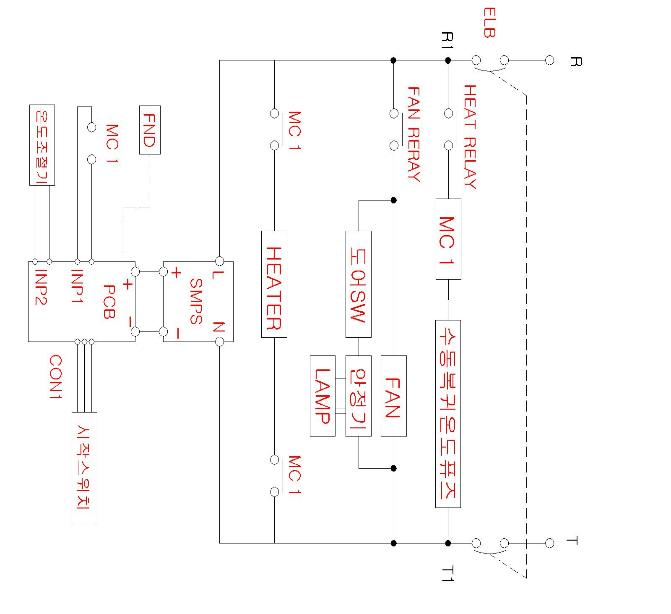 R
T
ELB
R1
T1
HEAT RELAY
MC 1
수동복귀온도퓨즈
FAN RERAY
FAN
도어SW
안정기
LAMP
MC 1
HEATER
MC 1
L
N
SMPS
+
-
+
-
PCB
FND
MC 1
INP1
INP2
온도조절기
CON1
시작스위치